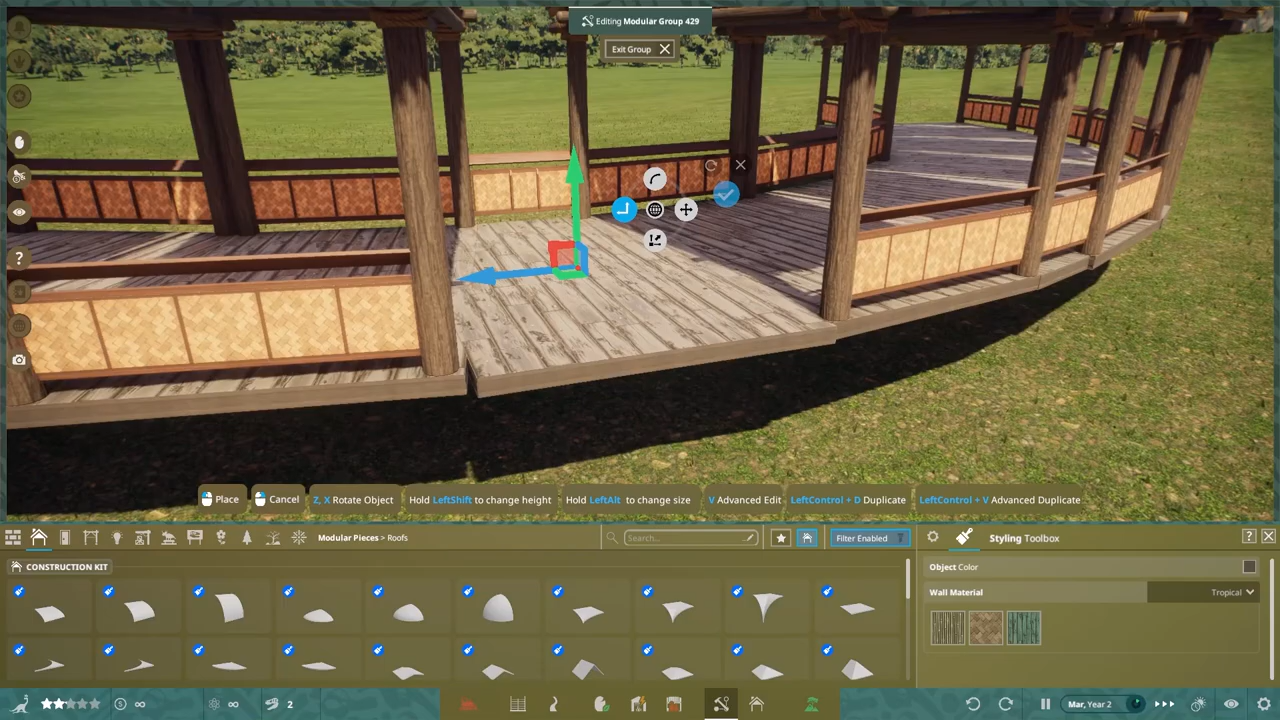 Editing Modular Group 429
Exit Group
Place
Cancel
Z, X Rotate Object
Hold LeftShift to change height
Hold LeftAlt to change size
V Advanced Edit
LeftControl + D Duplicate
LeftControl + V Advanced Duplicate
Modular Pieces > Roofs
Search...
Filter Enabled
Styling Toolbox
?
CONSTRUCTION KIT
Object Color
Wall Material
Tropical
∞
∞
2
Mar, Year 2